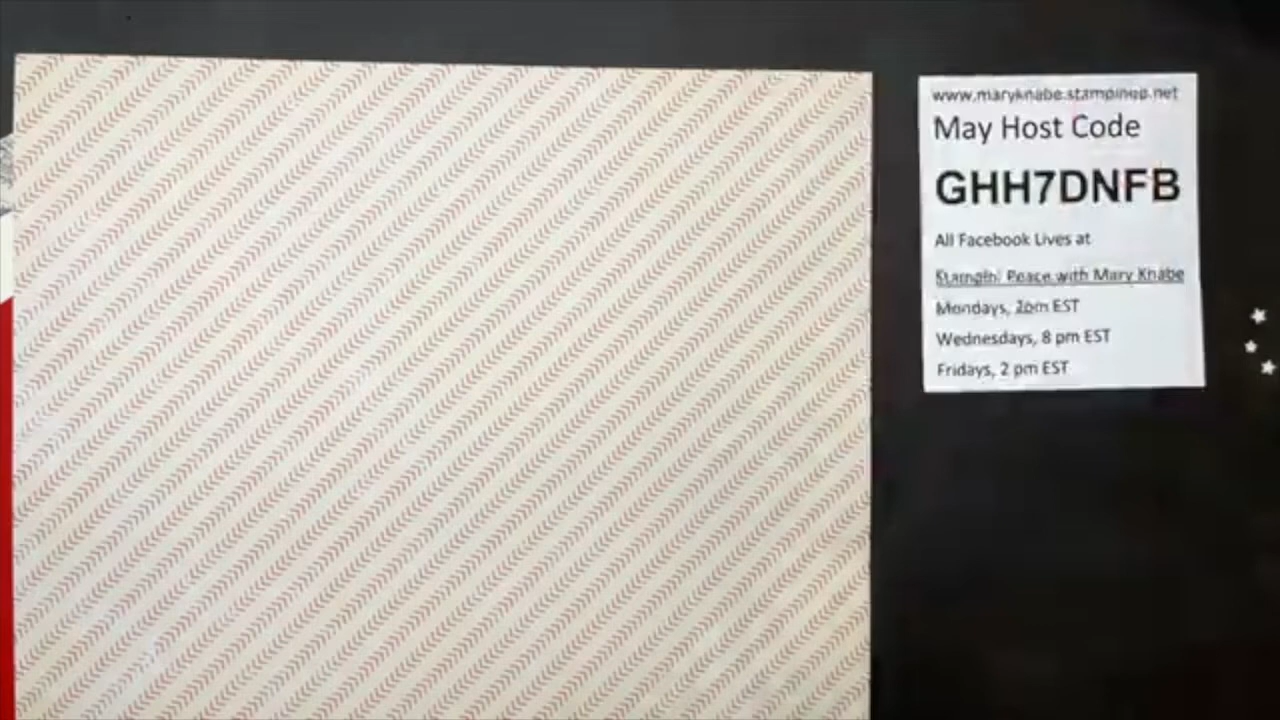 www.maryknabe.stampinup.net
May Host Code
GHH7DNFB
All Facebook Lives at
Stampin' Peace with Mary Knabe
Mondays, 2pm EST
Wednesdays, 8 pm EST
Fridays, 2 pm EST